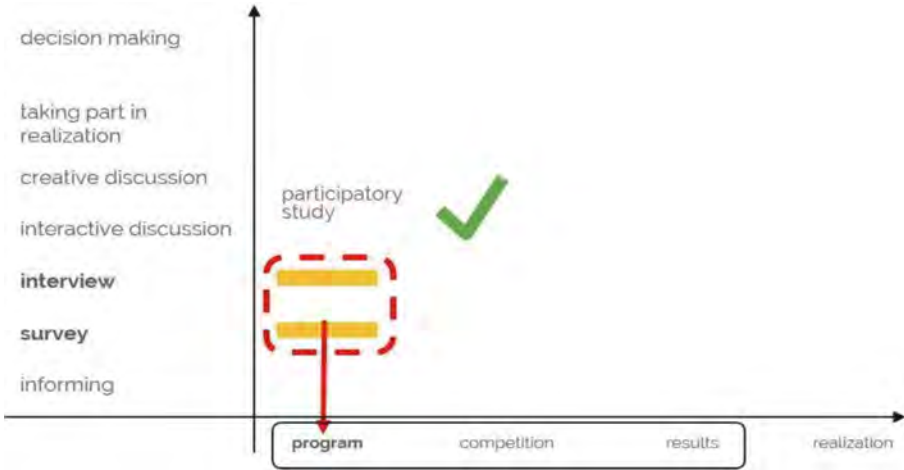 decision making
taking part in
realization
creative discussion
participatory
study
interactive discussion
interview
survey
informing
program competition results realization